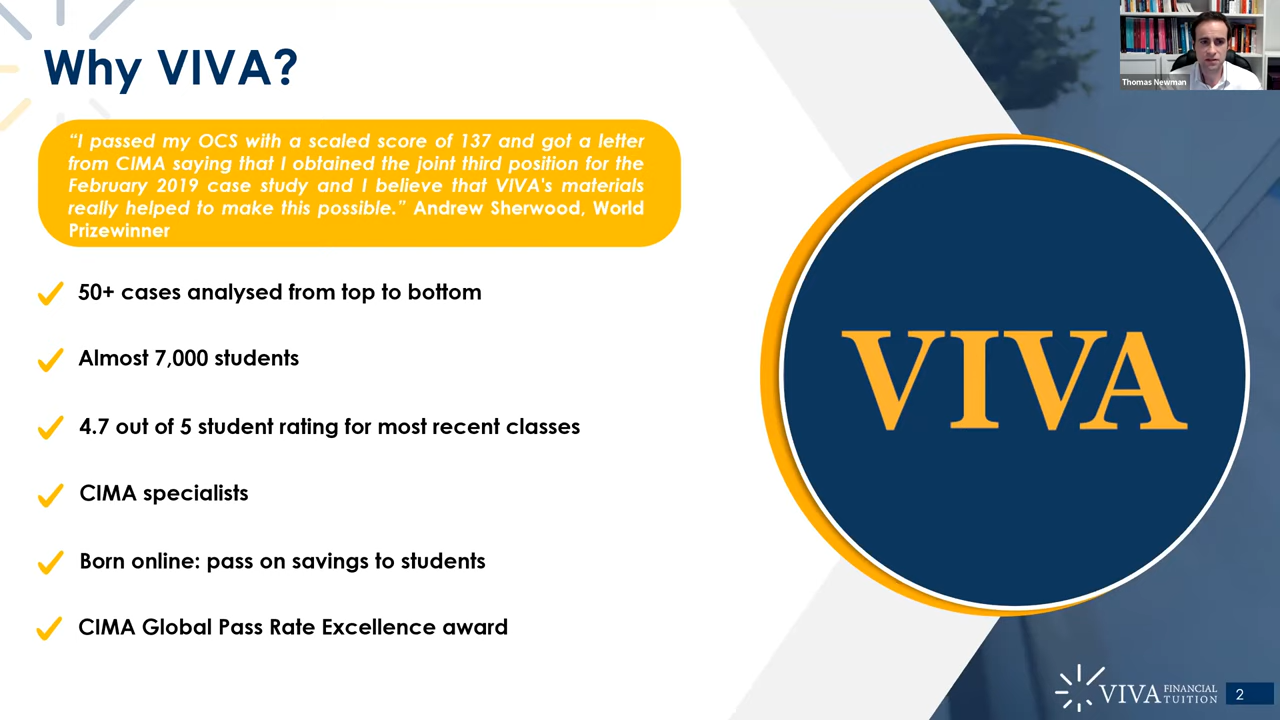 Why VIVA?
Thomas Newman
“I passed my OCS with a scaled score of 137 and got a letter
from CIMA saying that I obtained the joint third position for the
February 2019 case study and I believe that VIVA's materials
really helped to make this possible.” Andrew Sherwood, World
Prizewinner
50+ cases analysed from top to bottom
Almost 7,000 students
4.7 out of 5 student rating for most recent classes
CIMA specialists
Born online: pass on savings to students
CIMA Global Pass Rate Excellence award
VIVA
VIVA FINANCIAL
TUITION
2